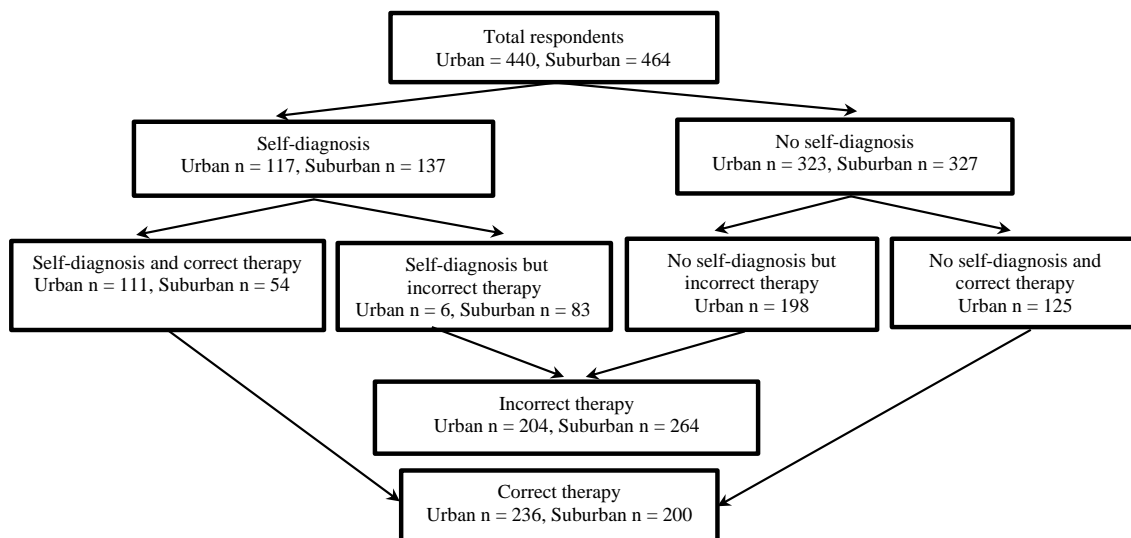 Total respondents
Urban = 440, Suburban = 464
Self-diagnosis
Urban n = 117, Suburban n = 137
No self-diagnosis
Urban n = 323, Suburban n = 327
Self-diagnosis and correct therapy
Urban n = 111, Suburban n = 54
Self-diagnosis but
incorrect therapy
Urban n = 6, Suburban n = 83
No self-diagnosis but
incorrect therapy
Urban n = 198
No self-diagnosis and
correct therapy
Urban n = 125
Incorrect therapy
Urban n = 204, Suburban n = 264
Correct therapy
Urban n = 236, Suburban n = 200